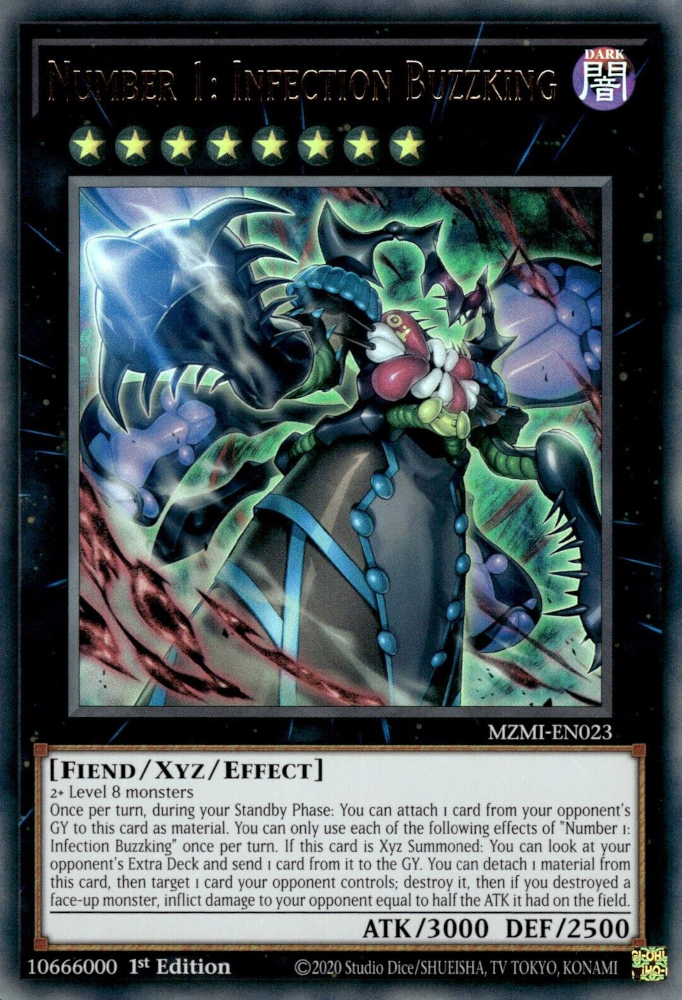 NUMBER 1: INFECTION BUZZKING
DARK
闇
01
MZMI-EN023
[FIEND/XYZ/EFFECT]
2+ Level 8 monsters
Once per turn, during your Standby Phase: You can attach 1 card from your opponent's
GY to this card as material. You can only use each of the following effects of "Number 1:
Infection Buzzking" once per turn. If this card is Xyz Summoned: You can look at your
opponent's Extra Deck and send 1 card from it to the GY. You can detach 1 material from
this card, then target 1 card your opponent controls; destroy it, then if you destroyed a
face-up monster, inflict damage to your opponent equal to half the ATK it had on the field.
ATK/3000 DEF/2500
10666000 1st Edition
©2020 Studio Dice/SHUEISHA, TV TOKYO, KONAMI